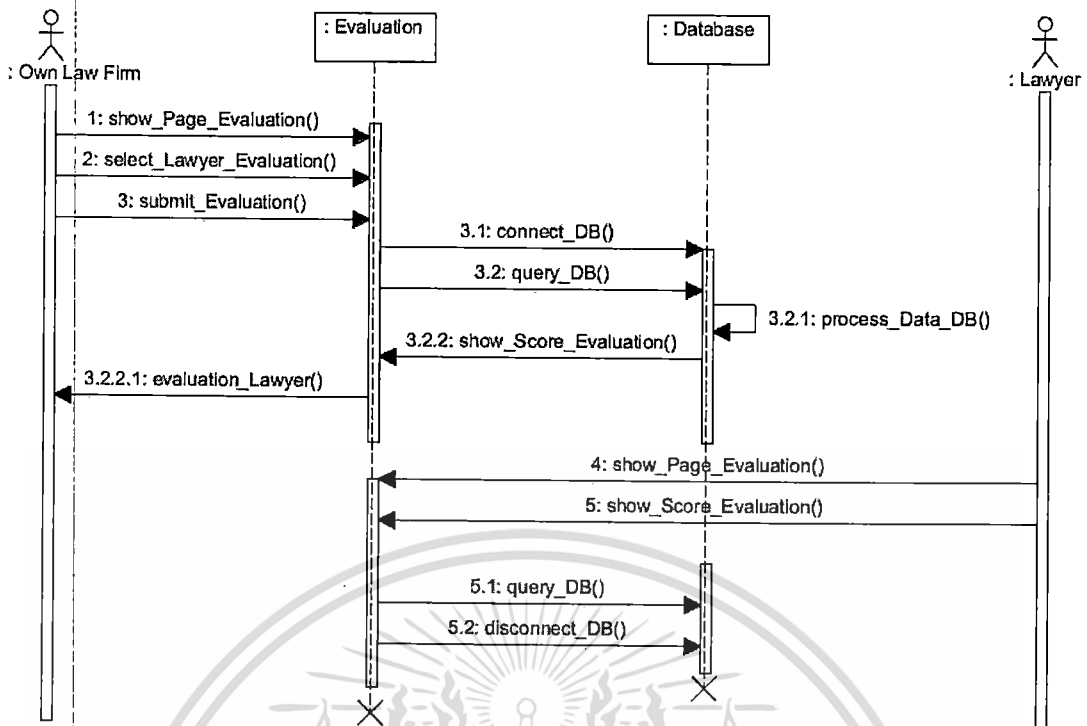 : Own Law Firm
: Evaluation
: Database
: Lawyer
1: show_Page_Evaluation()
2: select_Lawyer_Evaluation()
3: submit_Evaluation()
3.1: connect_DB()
3.2: query_DB()
3.2.1: process_Data_DB()
3.2.2: show_Score_Evaluation()
3.2.2.1: evaluation_Lawyer()
4: show_Page_Evaluation()
5: show_Score_Evaluation()
5.1: query_DB()
5.2: disconnect_DB()